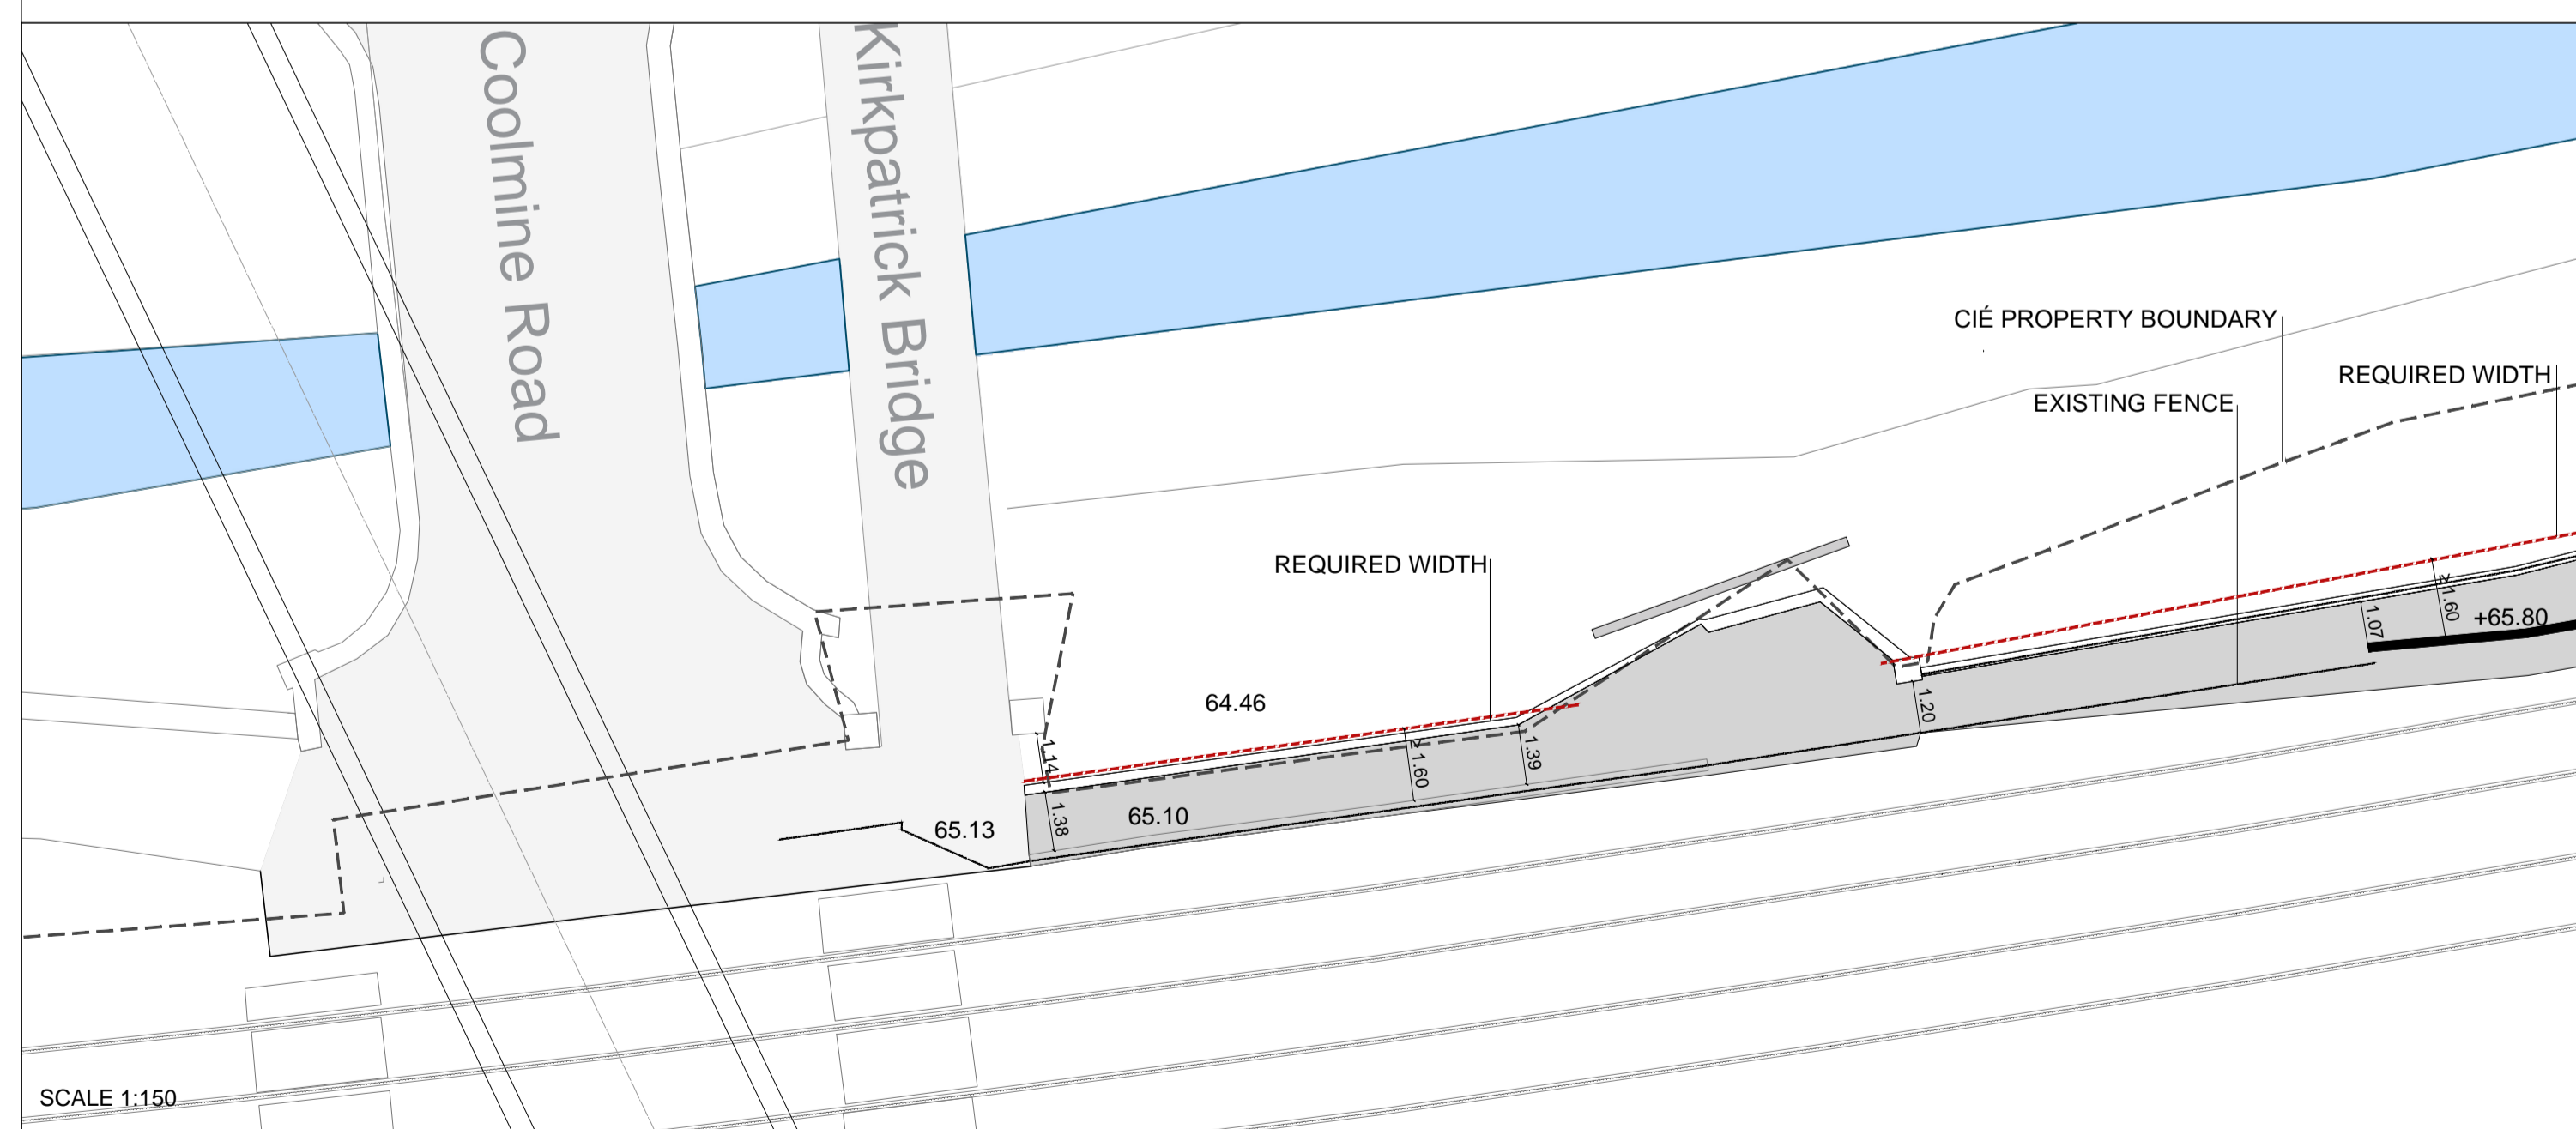 Coolmine Road
Kirkpatrick Bridge
CIÉ PROPERTY BOUNDARY
REQUIRED WIDTH
EXISTING FENCE
REQUIRED WIDTH
≥1.60
1.07
+65.80
64.46
1.20
1.14
≥1.60
1.39
1.38
65.10
65.13
SCALE 1:150